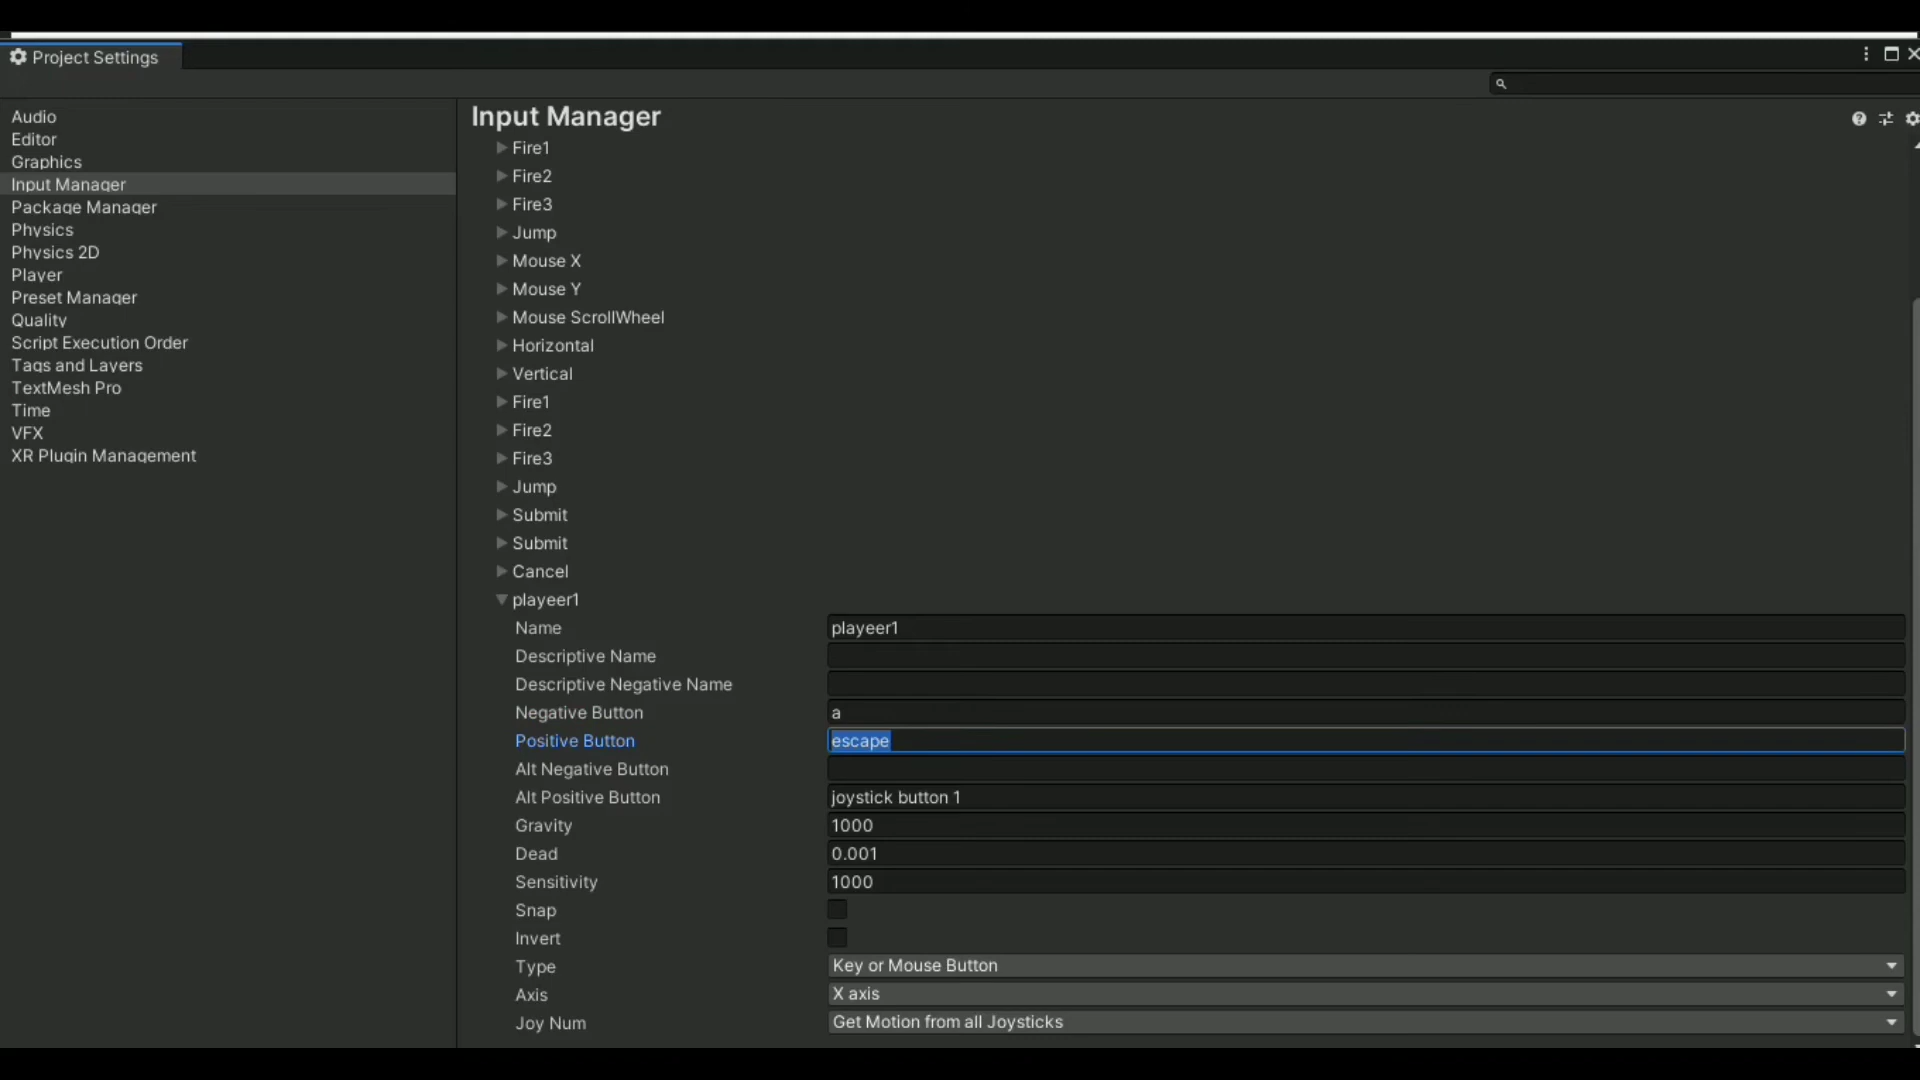 Project Settings
Audio
Editor
Graphics
Input Manager
Package Manager
Physics
Physics 2D
Player
Preset Manager
Quality
Script Execution Order
Tags and Layers
TextMesh Pro
Time
VFX
XR Plugin Management
Input Manager
Fire1
Fire2
Fire3
Jump
Mouse X
Mouse Y
Mouse ScrollWheel
Horizontal
Vertical
Fire1
Fire2
Fire3
Jump
Submit
Submit
Cancel
playeer1
Name playeer1
Descriptive Name
Descriptive Negative Name
Negative Button a
Positive Button escape
Alt Negative Button
Alt Positive Button joystick button 1
Gravity 1000
Dead 0.001
Sensitivity 1000
Snap
Invert
Type Key or Mouse Button
Axis X axis
Joy Num Get Motion from all Joysticks